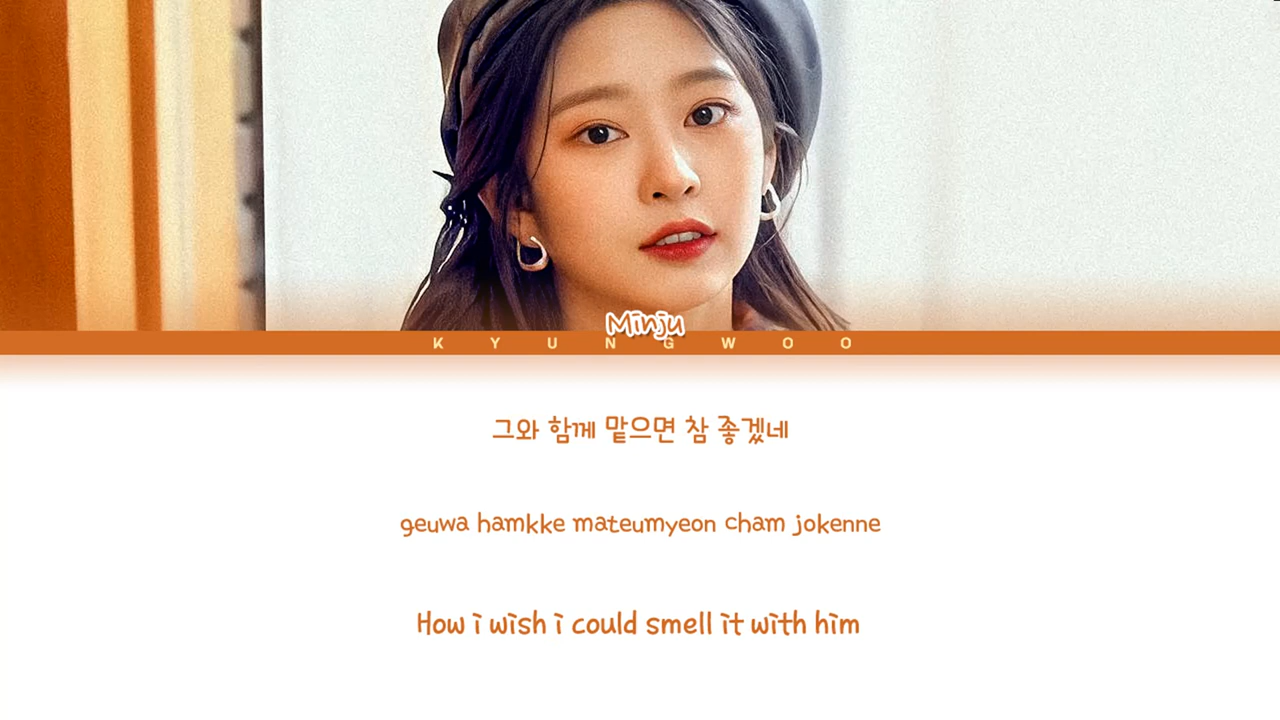 Minju
KYUNGWOO
그와 함께 맡으면 참 좋겠네
geuwa hamkke mateumyeon cham jokenne
How i wish i could smell it with him